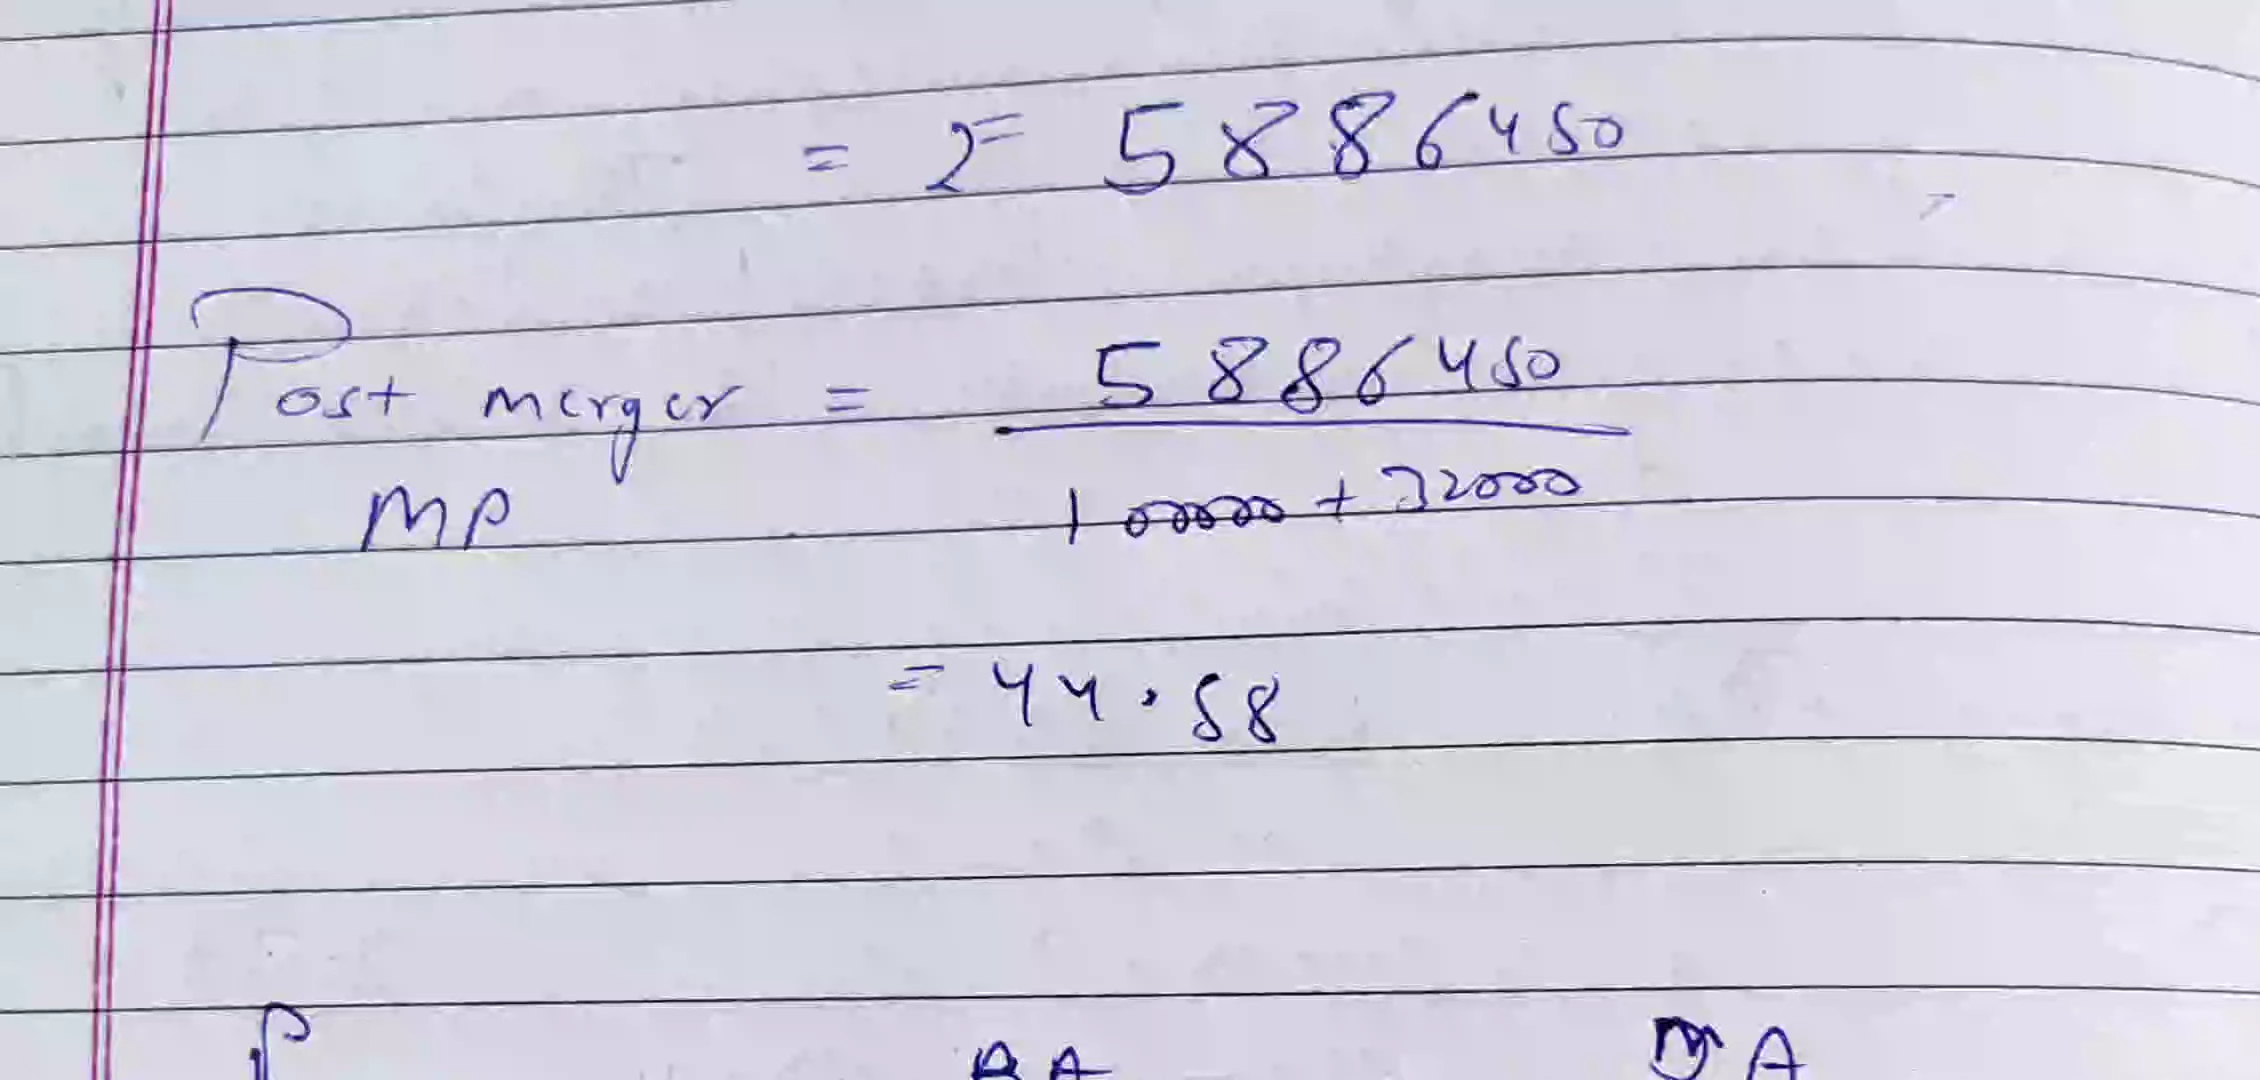 = ₹ 5886450
Post merger = 5886450
MP 100000 + 32000
= 44.58